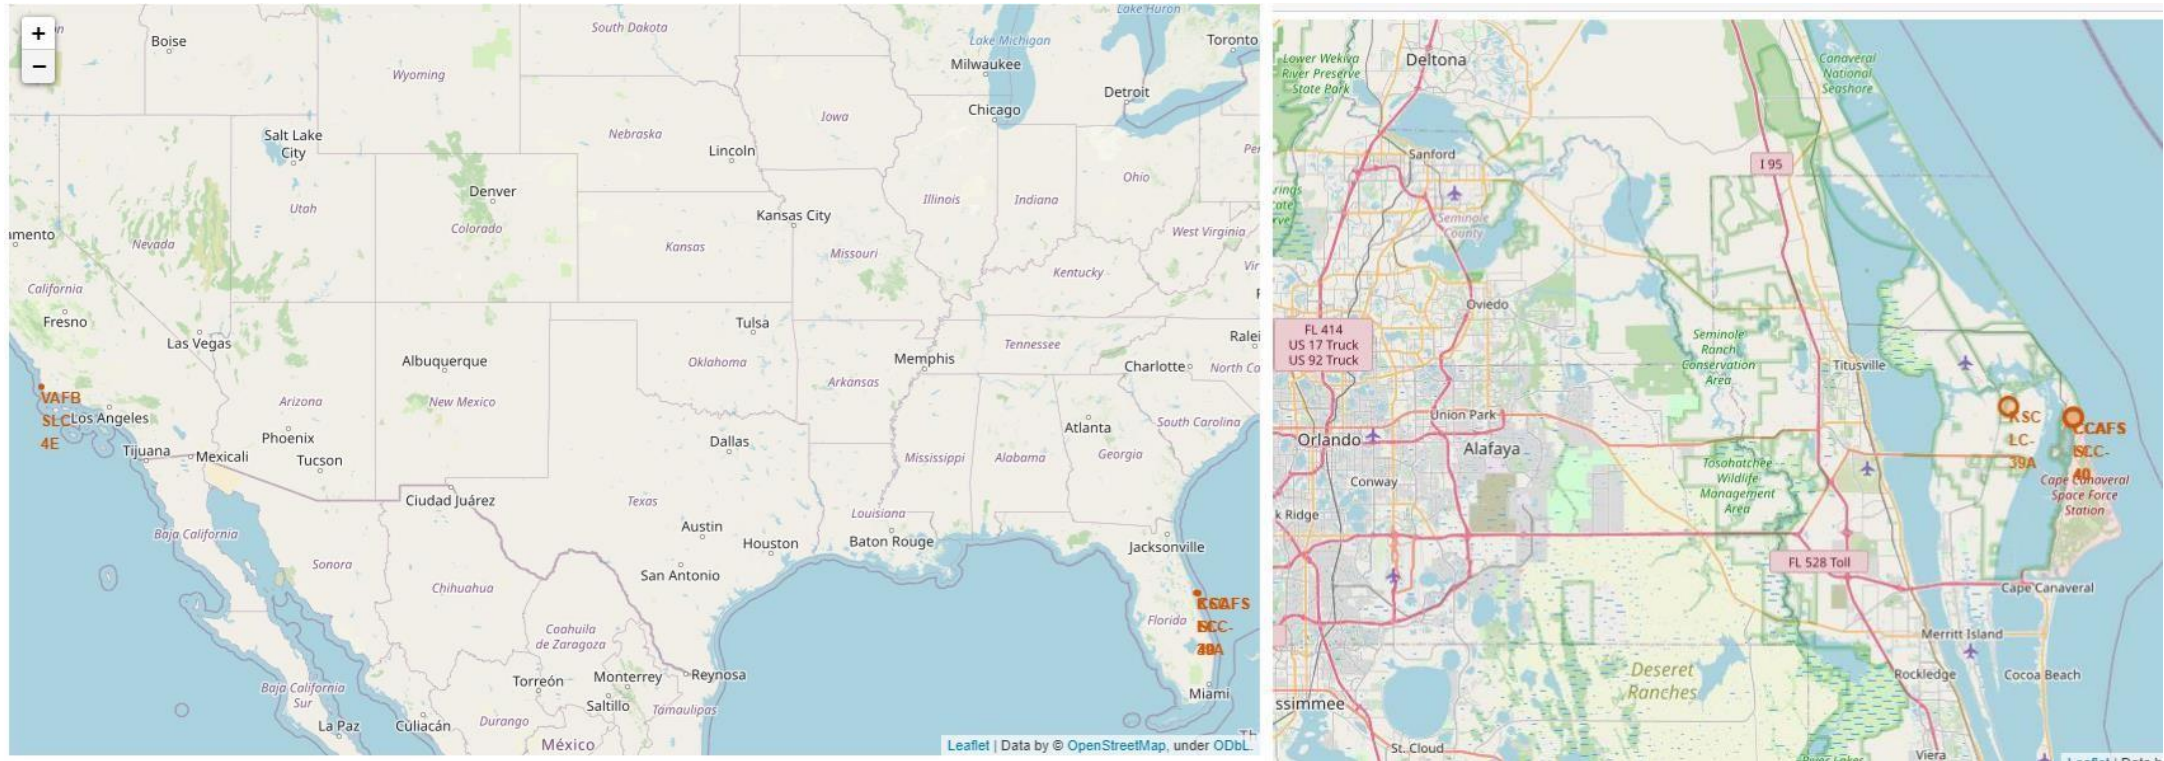 +
−
Boise
South Dakota
Lake Huron
Toronto
Lake Michigan
Milwaukee
Wyoming
Detroit
Chicago
Iowa
Nebraska
Salt Lake
City
Lincoln
Denver
Ohio
Utah
Illinois
Indiana
Kansas City
Colorado
West Virginia
Nevada
Kansas
Missouri
Kentucky
California
Fresno
Las Vegas
Tulsa
Tennessee
Albuquerque
Oklahoma
Memphis
Charlotte
Arkansas
VAFB
SLC-
4E
Los Angeles
Arizona
New Mexico
Phoenix
Dallas
Atlanta
South Carolina
Tijuana
Mexicali
Tucson
Mississippi
Alabama
Georgia
Ciudad Juárez
Texas
Louisiana
Austin
Baja California
Houston
Baton Rouge
Jacksonville
Sonora
San Antonio
Chihuahua
Florida
Coahuila
de Zaragoza
Torreón
Monterrey
Reynosa
Baja California
Sur
Saltillo
Miami
La Paz
Culiacán
Durango
Tamaulipas
México
Leaflet | Data by © OpenStreetMap, under ODbL.
Lower Wekiva
River Preserve
State Park
Deltona
Canaveral
National
Seashore
Sanford
I 95
Seminole
County
Oviedo
FL 414
US 17 Truck
US 92 Truck
Seminole
Ranch
Conservation
Area
Titusville
Union Park
KSC
LC-
39A
CCAFS
Orlando
Alafaya
Conway
Tosohatchee
Wildlife
Management
Area
Cape Canaveral
Space Force
Station
FL 528 Toll
Cape Canaveral
Merritt Island
Deseret
Ranches
Rockledge
Cocoa Beach
St. Cloud
Viera